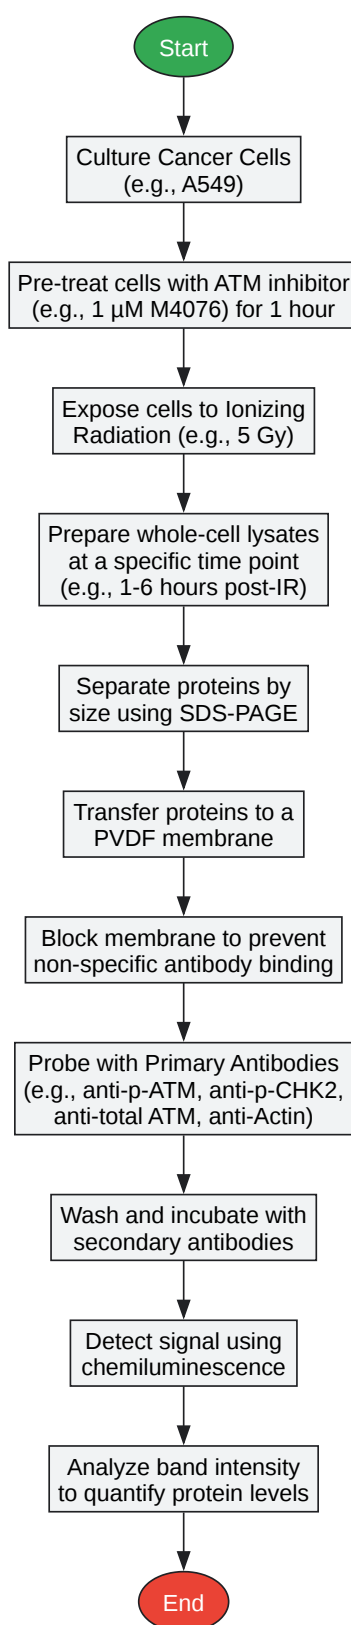 Start
Culture Cancer Cells
(e.g., A549)
Pre-treat cells with ATM inhibitor
(e.g., 1 µM M4076) for 1 hour
Expose cells to Ionizing
Radiation (e.g., 5 Gy)
Prepare whole-cell lysates
at a specific time point
(e.g., 1-6 hours post-IR)
Separate proteins by
size using SDS-PAGE
Transfer proteins to a
PVDF membrane
Block membrane to prevent
non-specific antibody binding
Probe with Primary Antibodies
(e.g., anti-p-ATM, anti-p-CHK2,
anti-total ATM, anti-Actin)
Wash and incubate with
secondary antibodies
Detect signal using
chemiluminescence
Analyze band intensity
to quantify protein levels
End